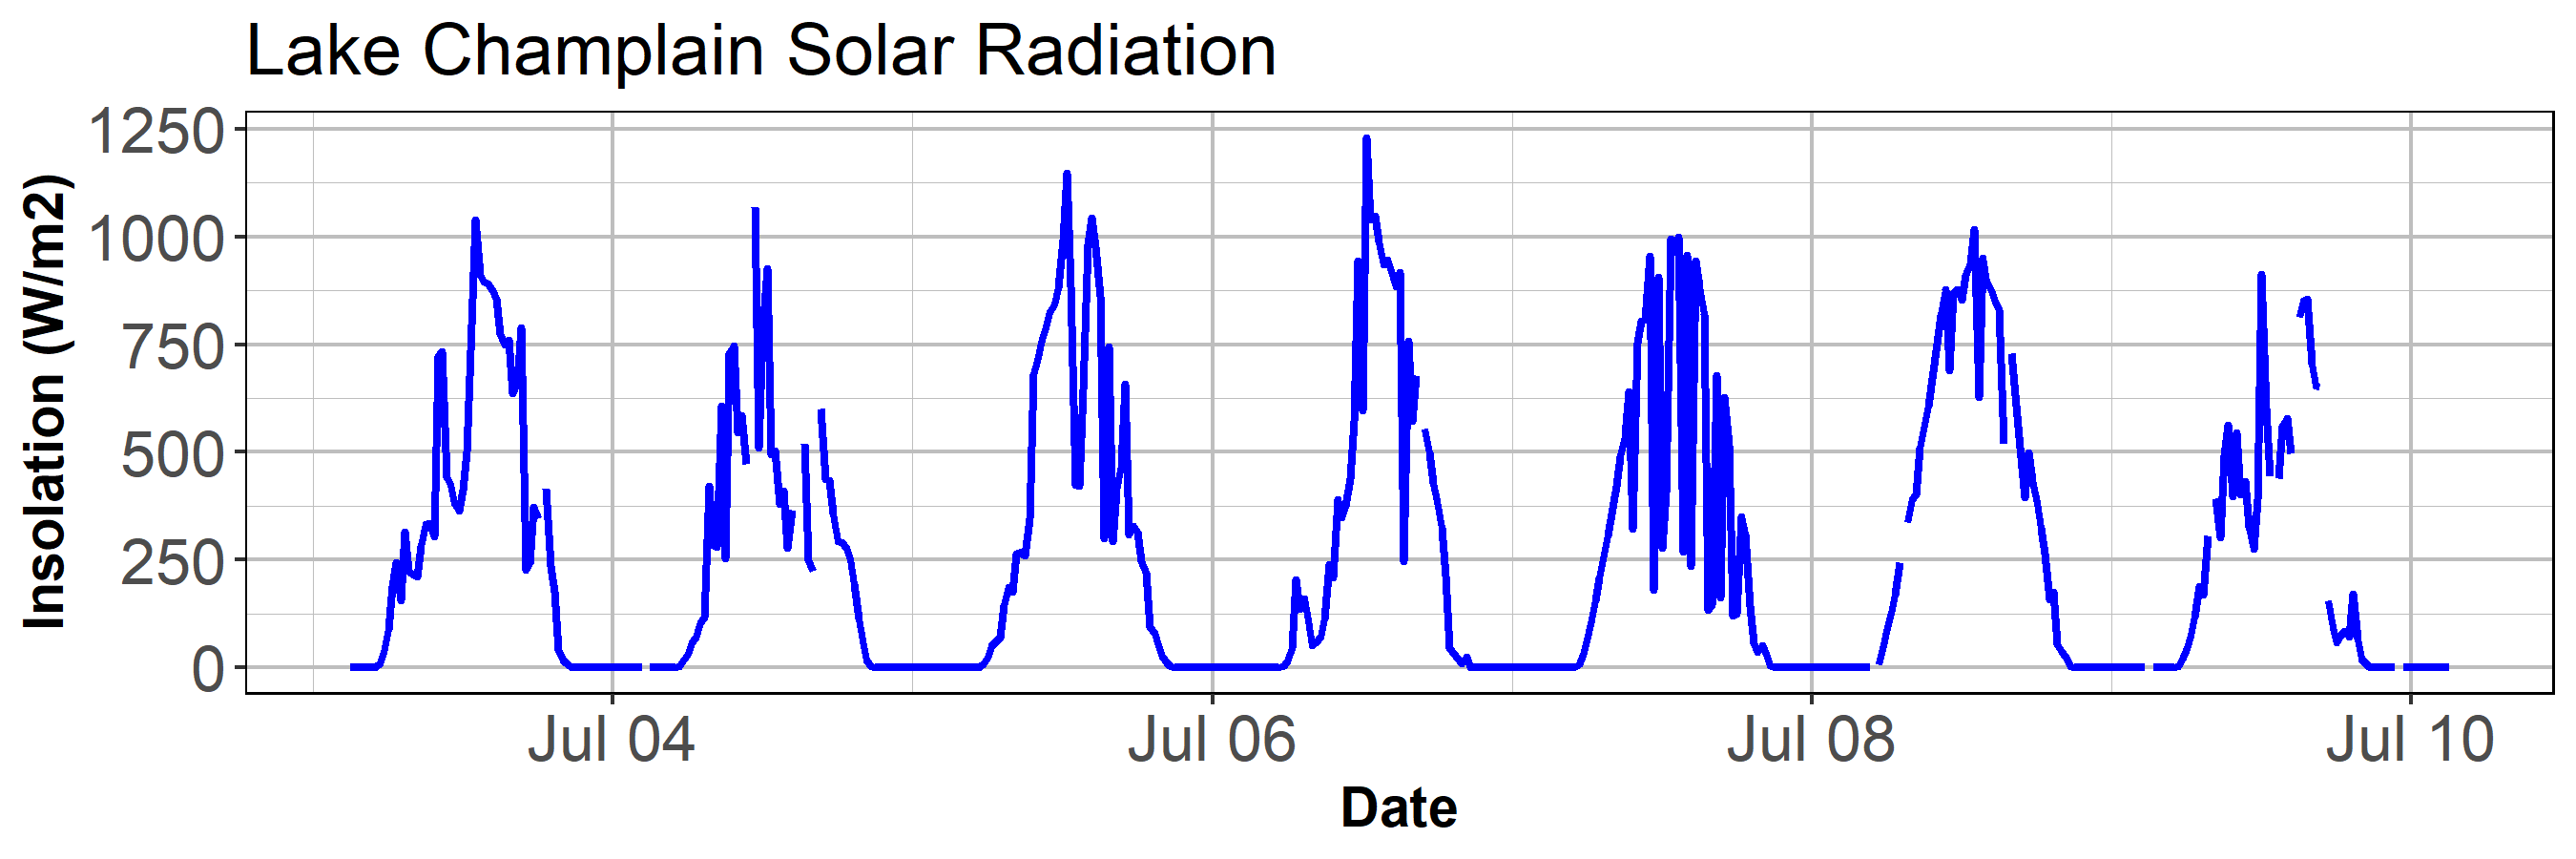 Lake Champlain Solar Radiation
Insolation (W/m2)
1250
1000
750
500
250
0
Jul 04
Jul 06
Jul 08
Jul 10
Date